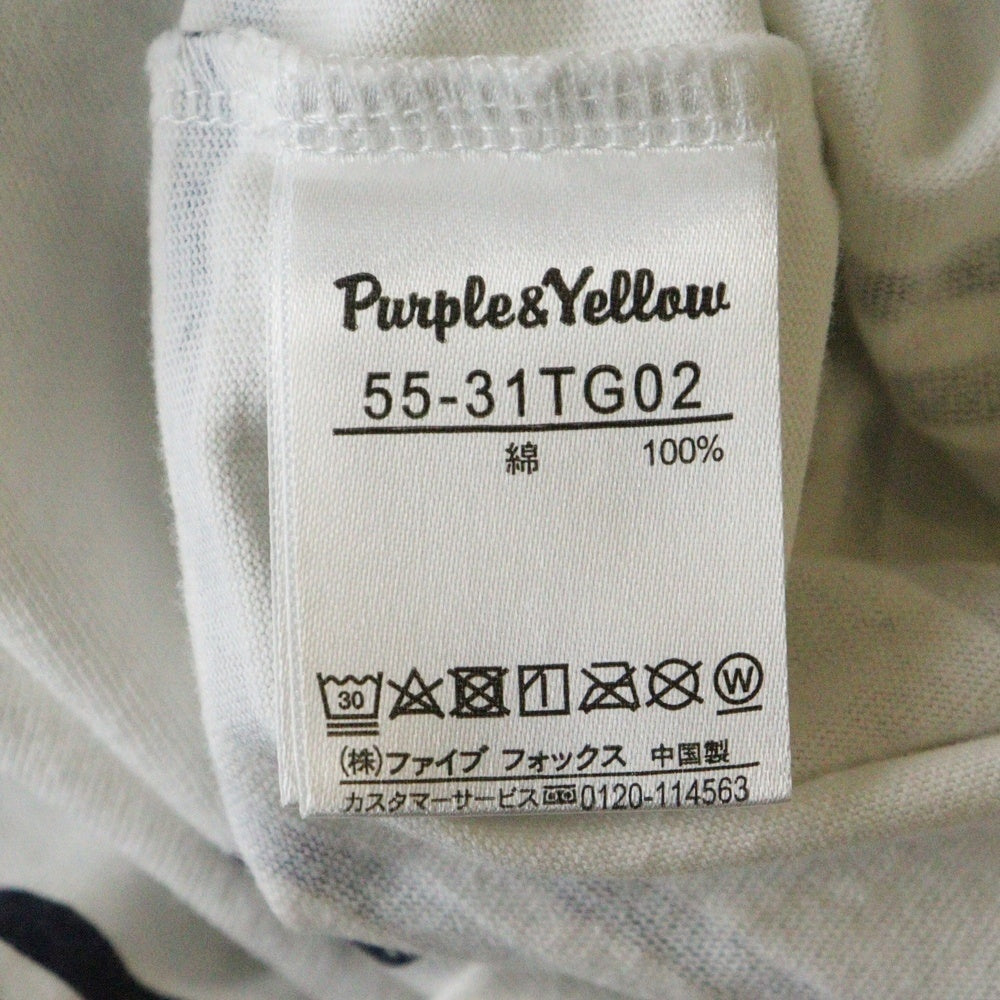 Purple&Yellow
55-31TG02
綿 100%
30 W
(株)ファイブ フォックス 中国製
カスタマーサービス 0120-114563